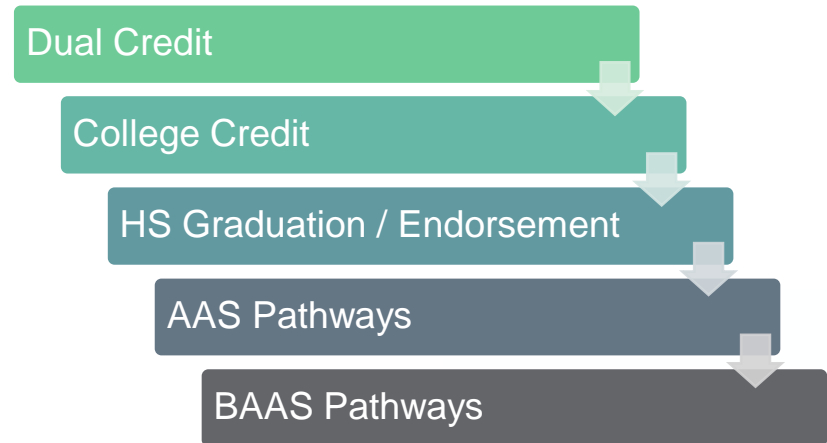 Dual Credit
College Credit
HS Graduation / Endorsement
AAS Pathways
BAAS Pathways